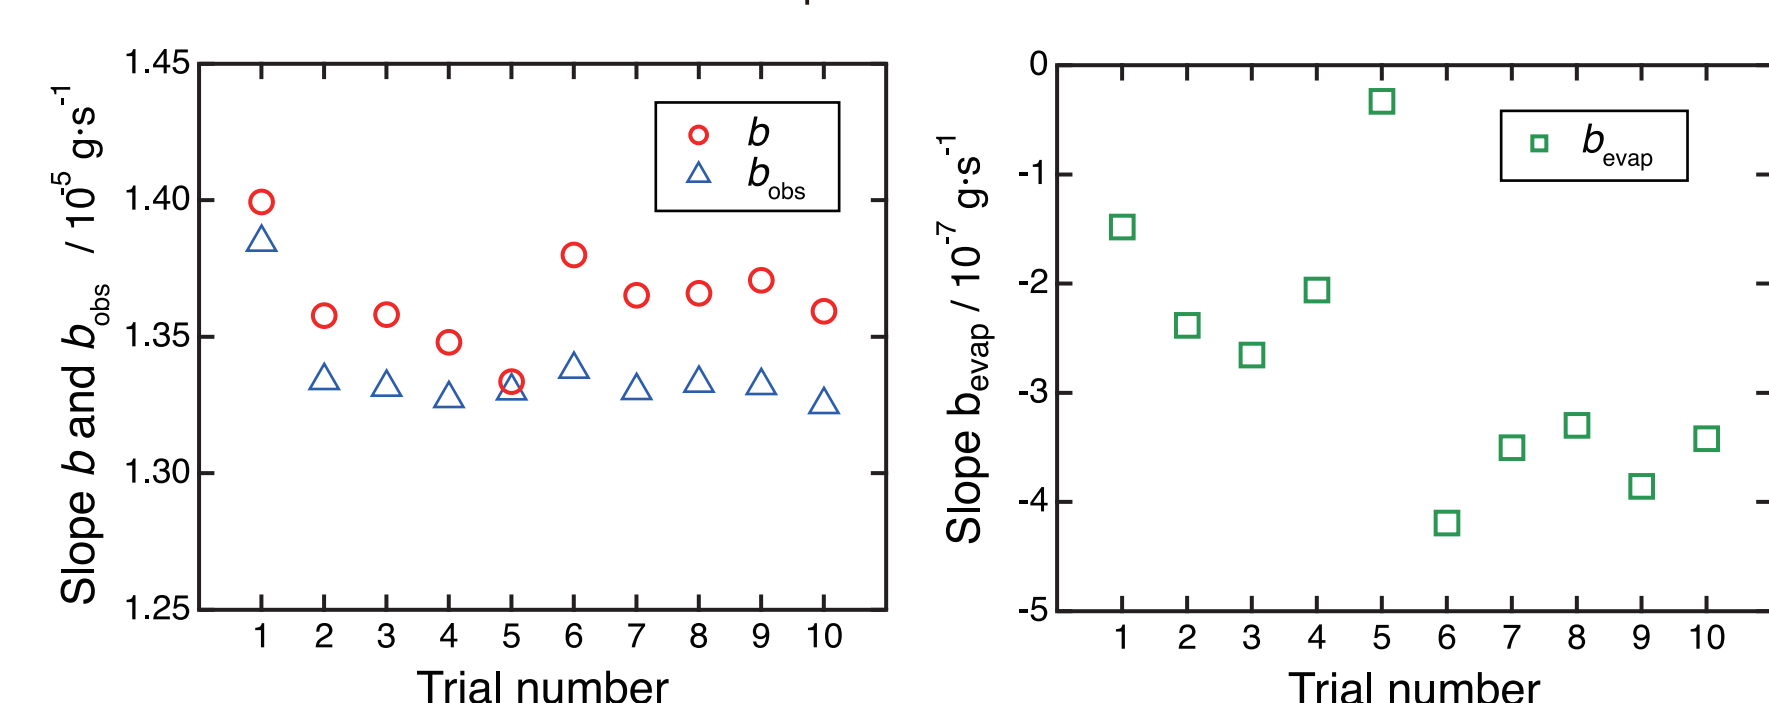 1.45
1.40
1.35
1.30
1.25
Slope b and b_obs / 10^-5 g·s^-1
b
b_obs
1 2 3 4 5 6 7 8 9 10
Trial number
0
-1
-2
-3
-4
-5
Slope b_evap / 10^-7 g·s^-1
b_evap
1 2 3 4 5 6 7 8 9 10
Trial number